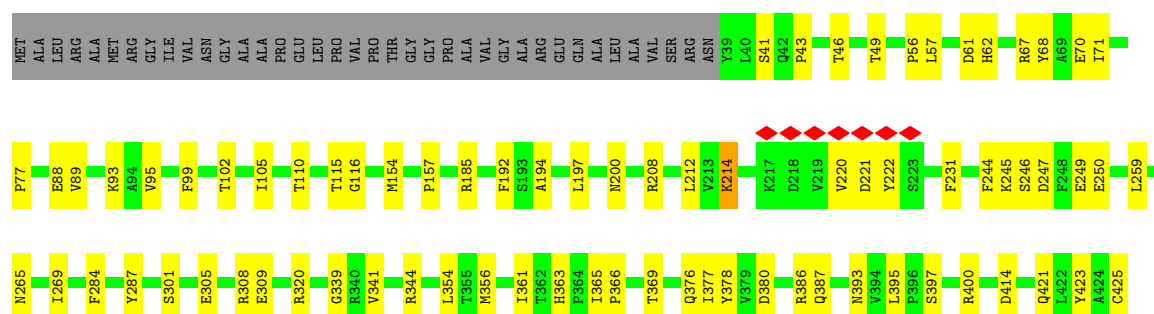 MET ALA LEU ARG ALA MET ARG GLY ILE VAL ASN GLY ALA ALA PRO GLU LEU PRO VAL PRO THR GLY GLY PRO ALA VAL GLY ALA ARG GLU GLN ALA LEU ALA VAL SER ARG ASN Y39 L40 S41 Q42 P43 T46 T49 P56 L57 D61 H62 R67 Y68 A69 E70 I71
P77 E88 V89 K93 A94 V95 F99 T102 I105 T110 T115 G116 M154 P157 R185 F192 S193 A194 L197 N200 R208 L212 V213 K214 K217 D218 V219 V220 D221 Y222 S223 F231 F244 K245 S246 D247 F248 E249 E250 L259
N265 I269 F284 Y287 S301 E305 R308 E309 R320 G339 R340 V341 R344 L354 T355 M356 I361 T362 H363 P364 I365 P366 T369 Q376 I377 Y378 V379 D380 R386 Q387 N393 V394 L395 P396 S397 R400 D414 Q421 L422 Y423 A424 C425